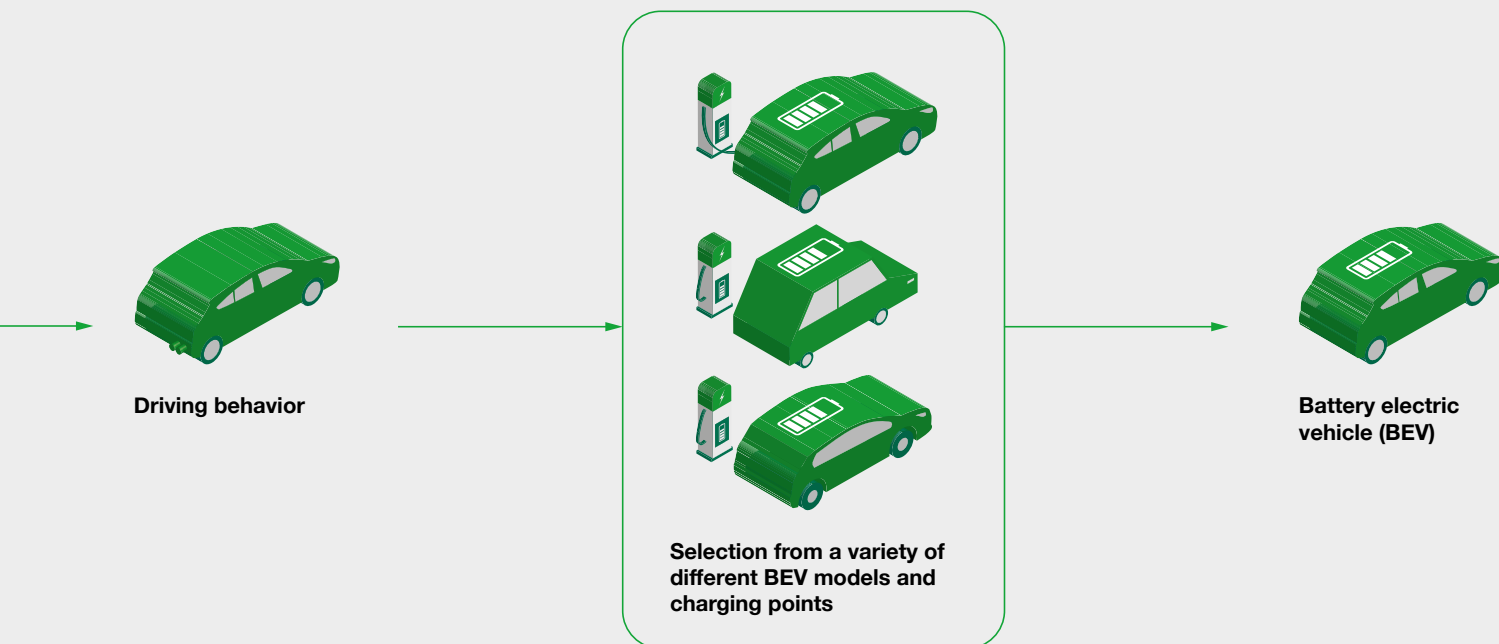 Driving behavior
Selection from a variety of
different BEV models and
charging points
Battery electric
vehicle (BEV)